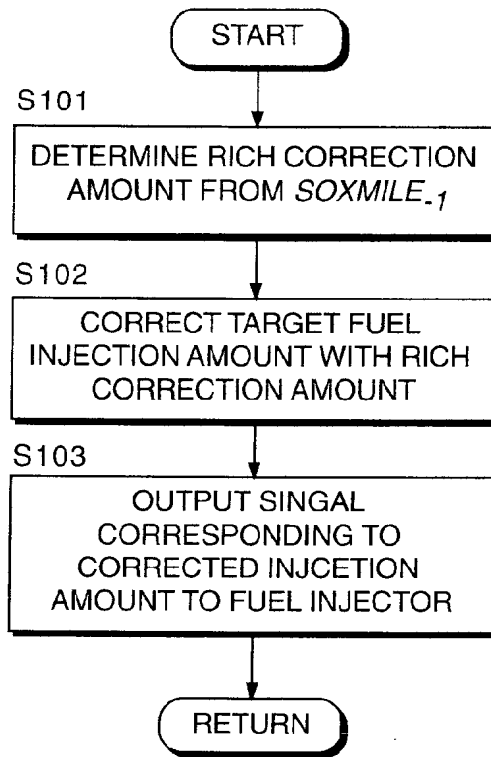 START
S101
DETERMINE RICH CORRECTION
AMOUNT FROM SOXMILE-1
S102
CORRECT TARGET FUEL
INJECTION AMOUNT WITH RICH
CORRECTION AMOUNT
S103
OUTPUT SINGAL
CORRESPONDING TO
CORRECTED INJCETION
AMOUNT TO FUEL INJECTOR
RETURN